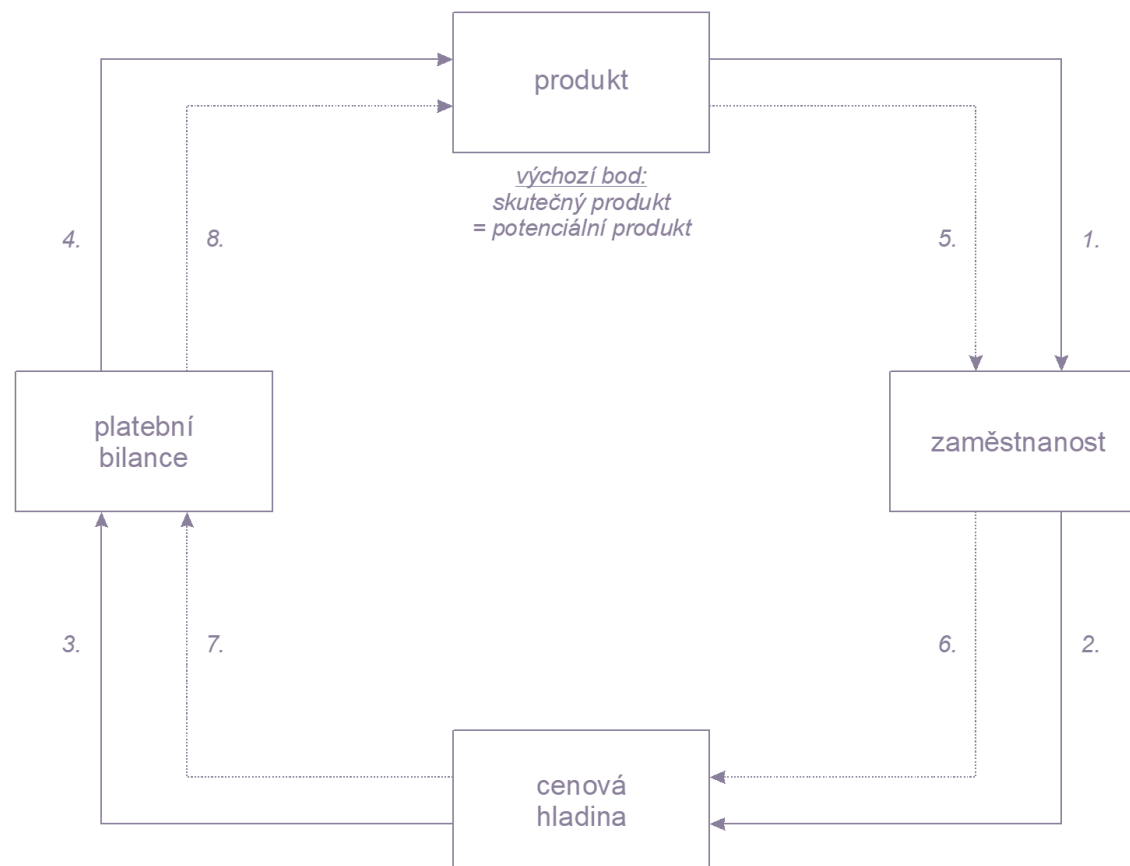 produkt
výchozí bod:
skutečný produkt
= potenciální produkt
4.
8.
5.
1.
platební
bilance
zaměstnanost
3.
7.
6.
2.
cenová
hladina